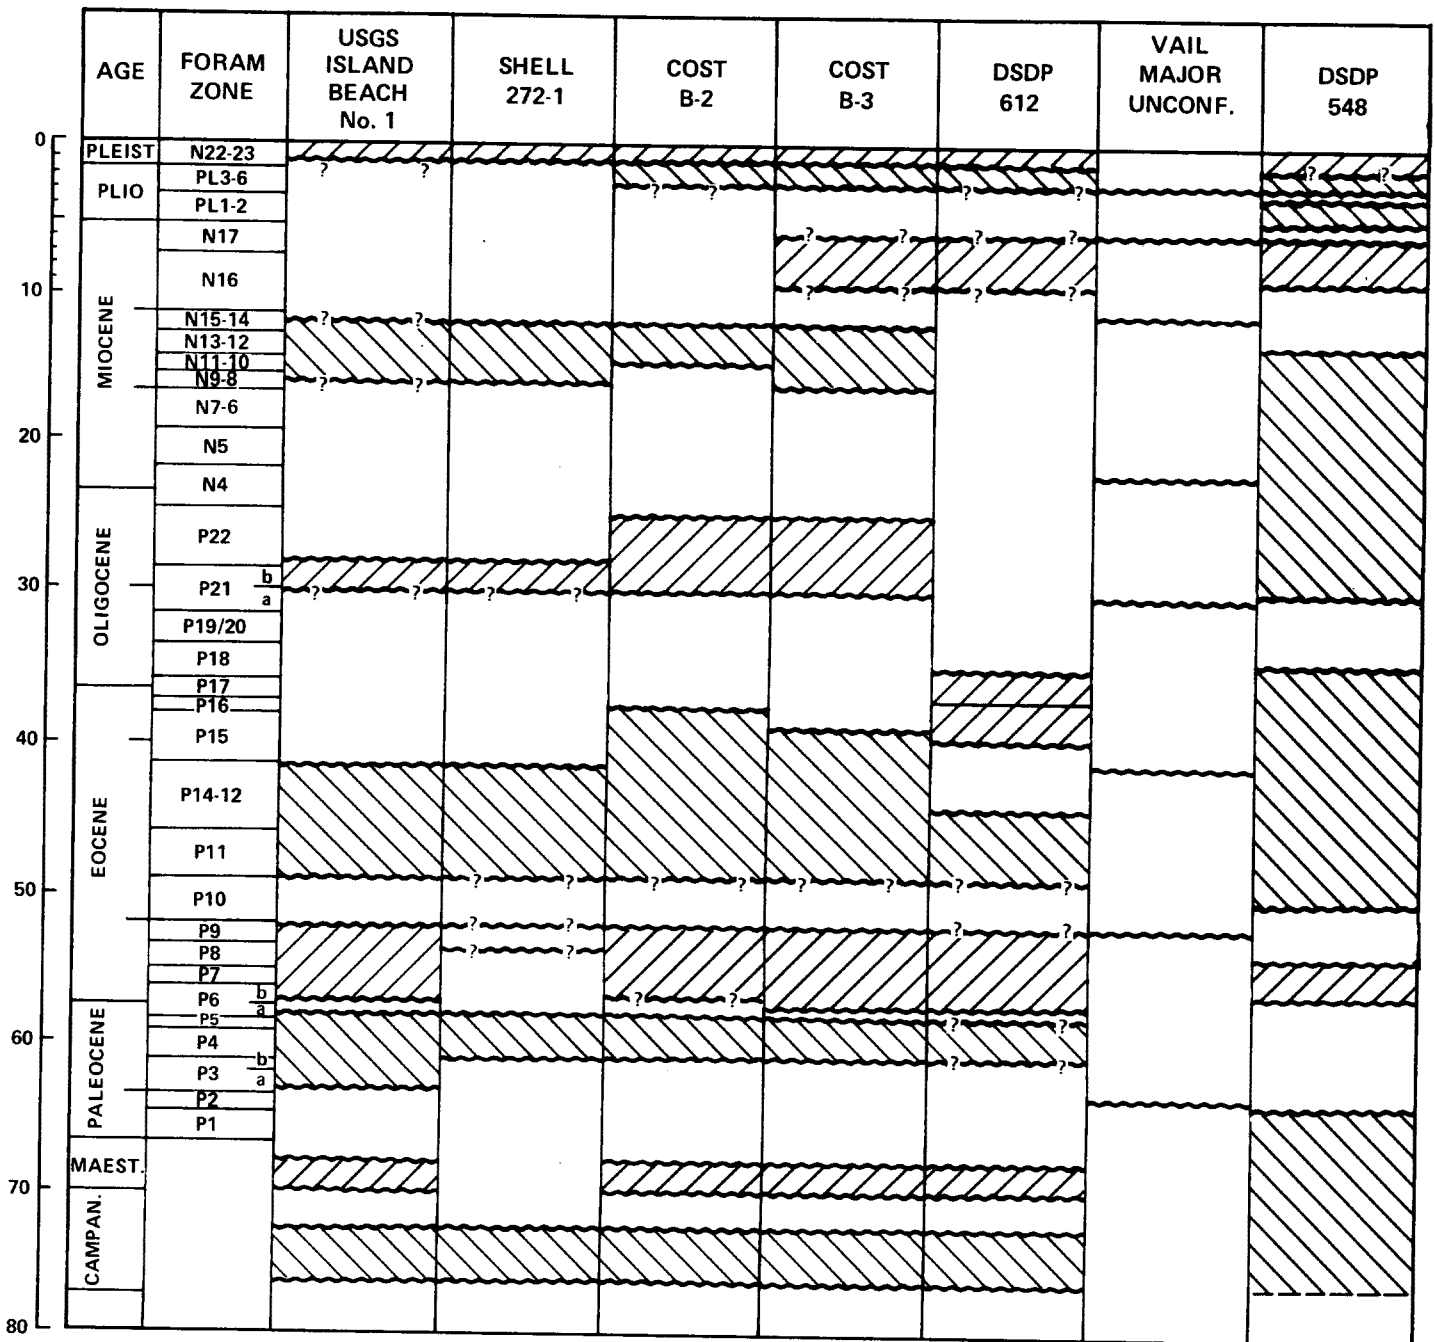 AGE
FORAM
ZONE
USGS
ISLAND
BEACH
No. 1
SHELL
272-1
COST
B-2
COST
B-3
DSDP
612
VAIL
MAJOR
UNCONF.
DSDP
548
0
PLEIST
N22-23
? ?
PLIO
PL3-6
? ?
? ?
? ?
PL1-2
N17
? ? ? ?
10
N16
? ? ? ?
MIOCENE
N15-14
? ?
N13-12
N11-10
N9-8
? ?
N7-6
20
N5
N4
OLIGOCENE
P22
30
P21
b
a
? ? ? ?
P19/20
P18
P17
P16
40
P15
EOCENE
P14-12
P11
? ? ? ? ? ? ? ?
50
P10
? ? ? ?
P9
P8
? ?
P7
P6
b
a
? ?
PALEOCENE
P5
? ?
60
P4
? ?
P3
b
a
P2
P1
MAEST.
70
CAMPAN.
80